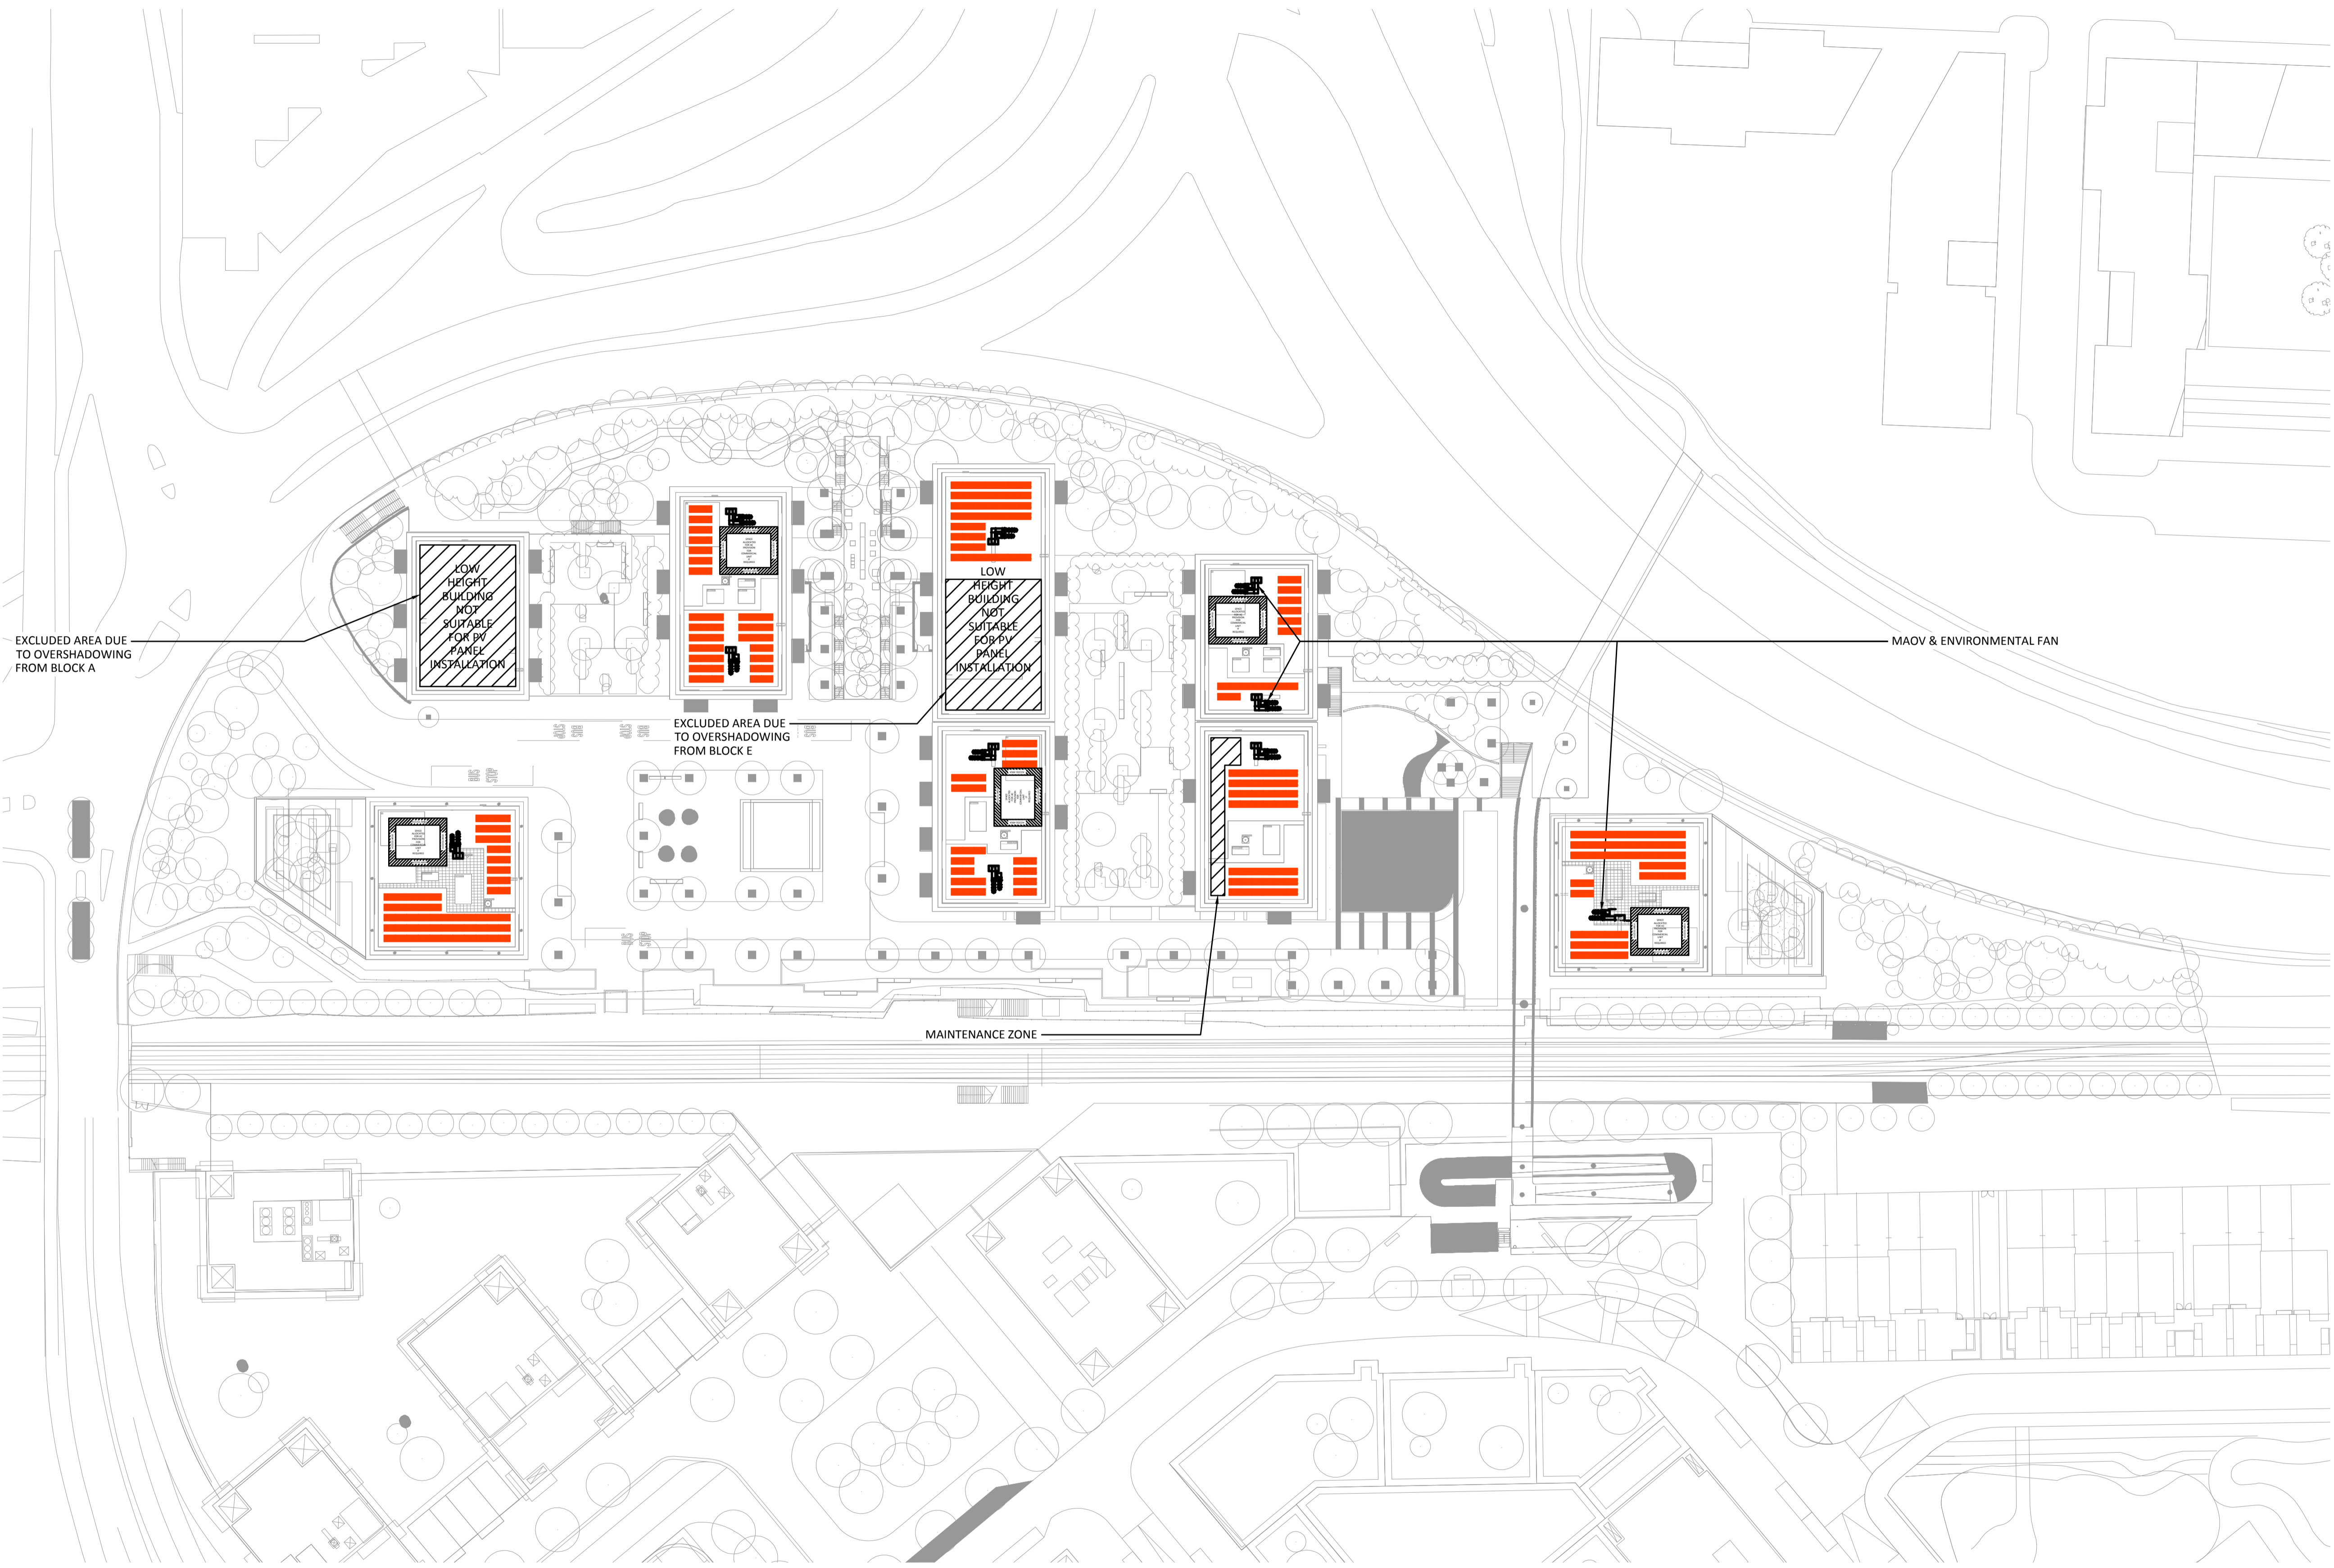 LOW
HEIGHT
BUILDING
NOT
SUITABLE
FOR PV
PANEL
INSTALLATION
LOW
HEIGHT
BUILDING
NOT
SUITABLE
FOR PV
PANEL
INSTALLATION
EXCLUDED AREA DUE
TO OVERSHADOWING
FROM BLOCK A
MAOV & ENVIRONMENTAL FAN
EXCLUDED AREA DUE
TO OVERSHADOWING
FROM BLOCK E
MAINTENANCE ZONE